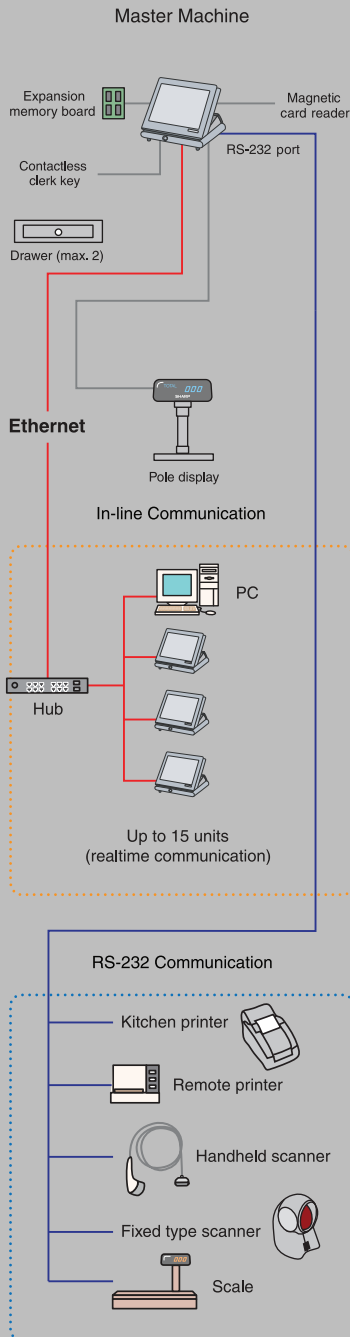 Master Machine
Expansion
memory board
Magnetic
card reader
RS-232 port
Contactless
clerk key
Drawer (max. 2)
Ethernet
TOTAL 000
SHARP
Pole display
In-line Communication
PC
Hub
Up to 15 units
(realtime communication)
RS-232 Communication
Kitchen printer
Remote printer
Handheld scanner
Fixed type scanner
000
Scale